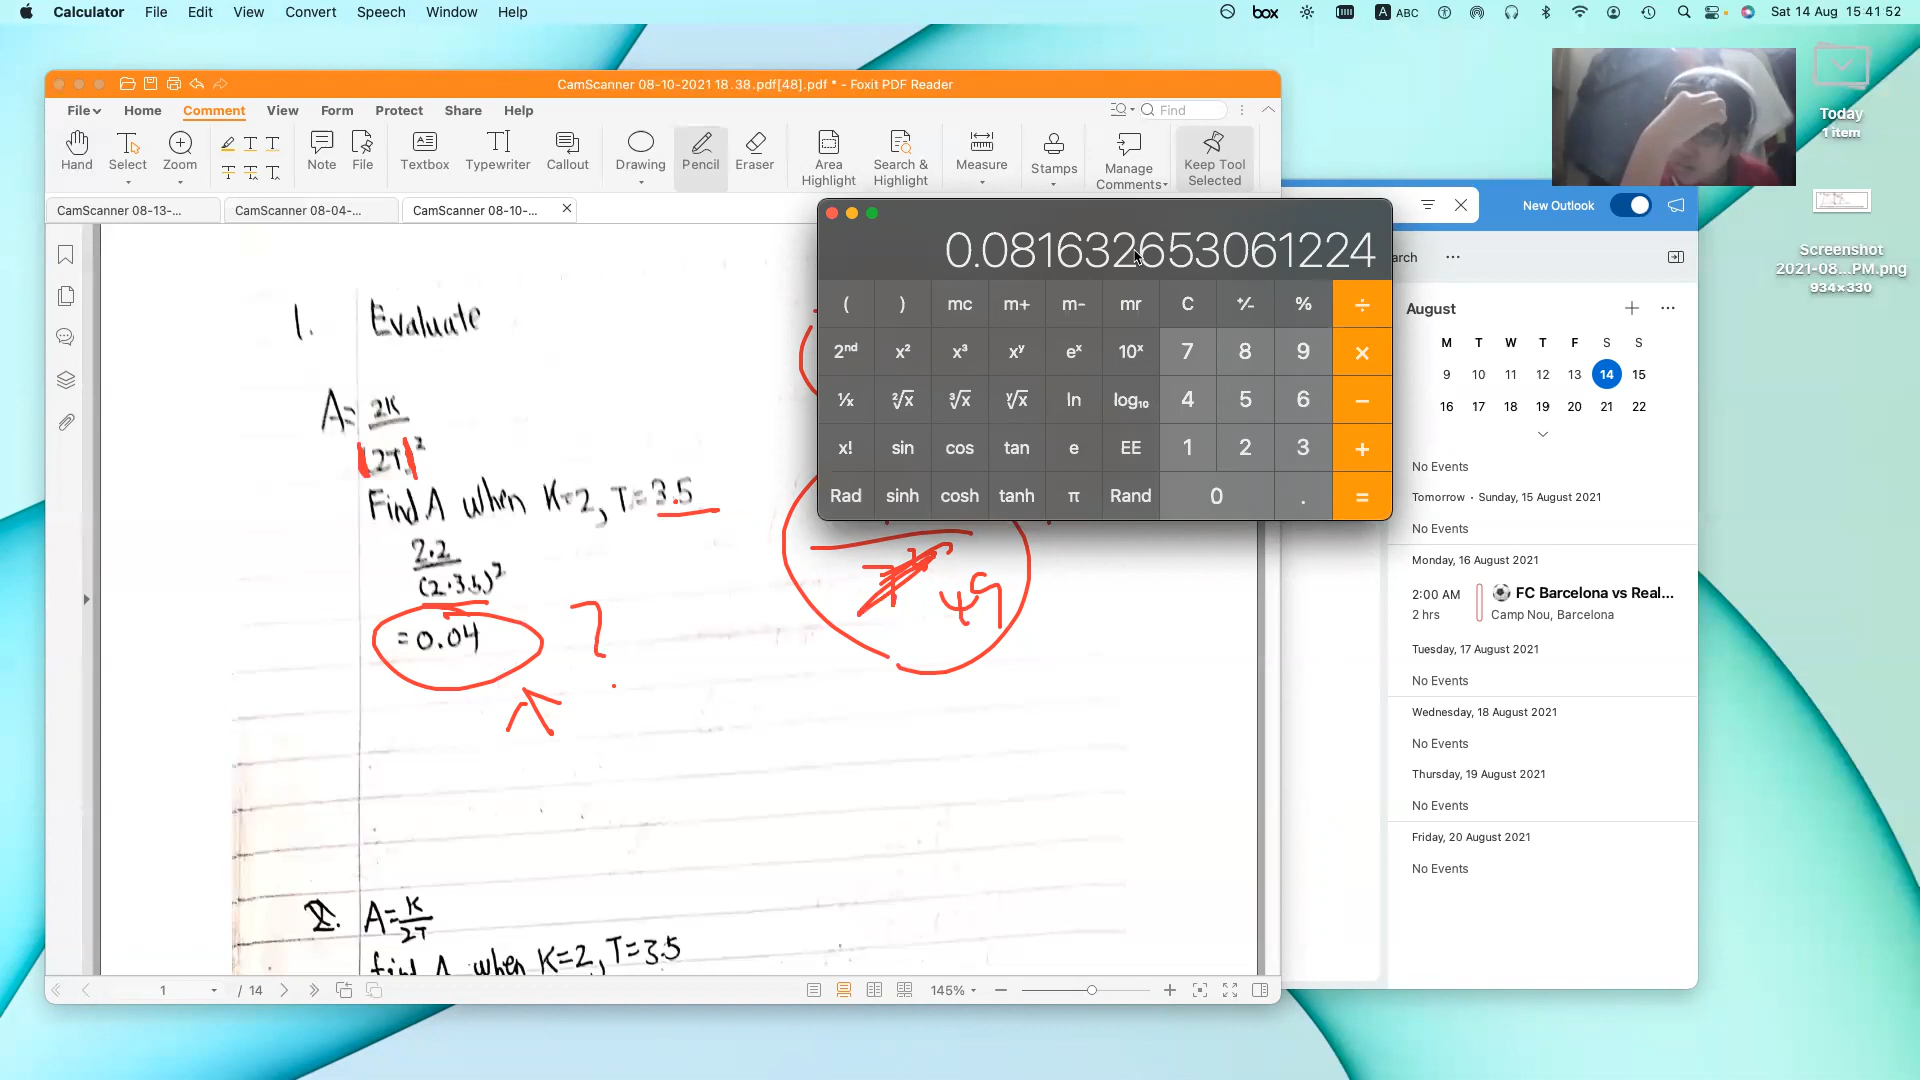 Calculator File Edit View Convert Speech Window Help
box A ABC Sat 14 Aug 15 41 52
CamScanner 08-10-2021 18.38.pdf[48].pdf * - Foxit PDF Reader
File Home Comment View Form Protect Share Help
Find
Hand Select Zoom Note File Textbox Typewriter Callout Drawing Pencil Eraser Area Highlight Search & Highlight Measure Stamps Manage Comments Keep Tool Selected
CamScanner 08-13-... CamScanner 08-04-... CamScanner 08-10-...
1. Evaluate
A= 2K
(2T)²
Find A when K=2, T=3.5
2.2
(2.3.5)²
=0.04
?
49
2. A= K
2T
find A when K=2, T=3.5
1 / 14
145%
0.081632653061224
( ) mc m+ m- mr C +⁄- % ÷
2nd x² x³ xʸ eˣ 10ˣ 7 8 9 ×
¹⁄x ²√x ³√x ʸ√x ln log₁₀ 4 5 6 −
x! sin cos tan e EE 1 2 3 +
Rad sinh cosh tanh π Rand 0 . =
New Outlook
arch ...
August
M T W T F S S
9 10 11 12 13 14 15
16 17 18 19 20 21 22
No Events
Tomorrow • Sunday, 15 August 2021
No Events
Monday, 16 August 2021
2:00 AM FC Barcelona vs Real...
2 hrs Camp Nou, Barcelona
Tuesday, 17 August 2021
No Events
Wednesday, 18 August 2021
No Events
Thursday, 19 August 2021
No Events
Friday, 20 August 2021
No Events
Today
1 item
Screenshot
2021-08...PM.png
934×330